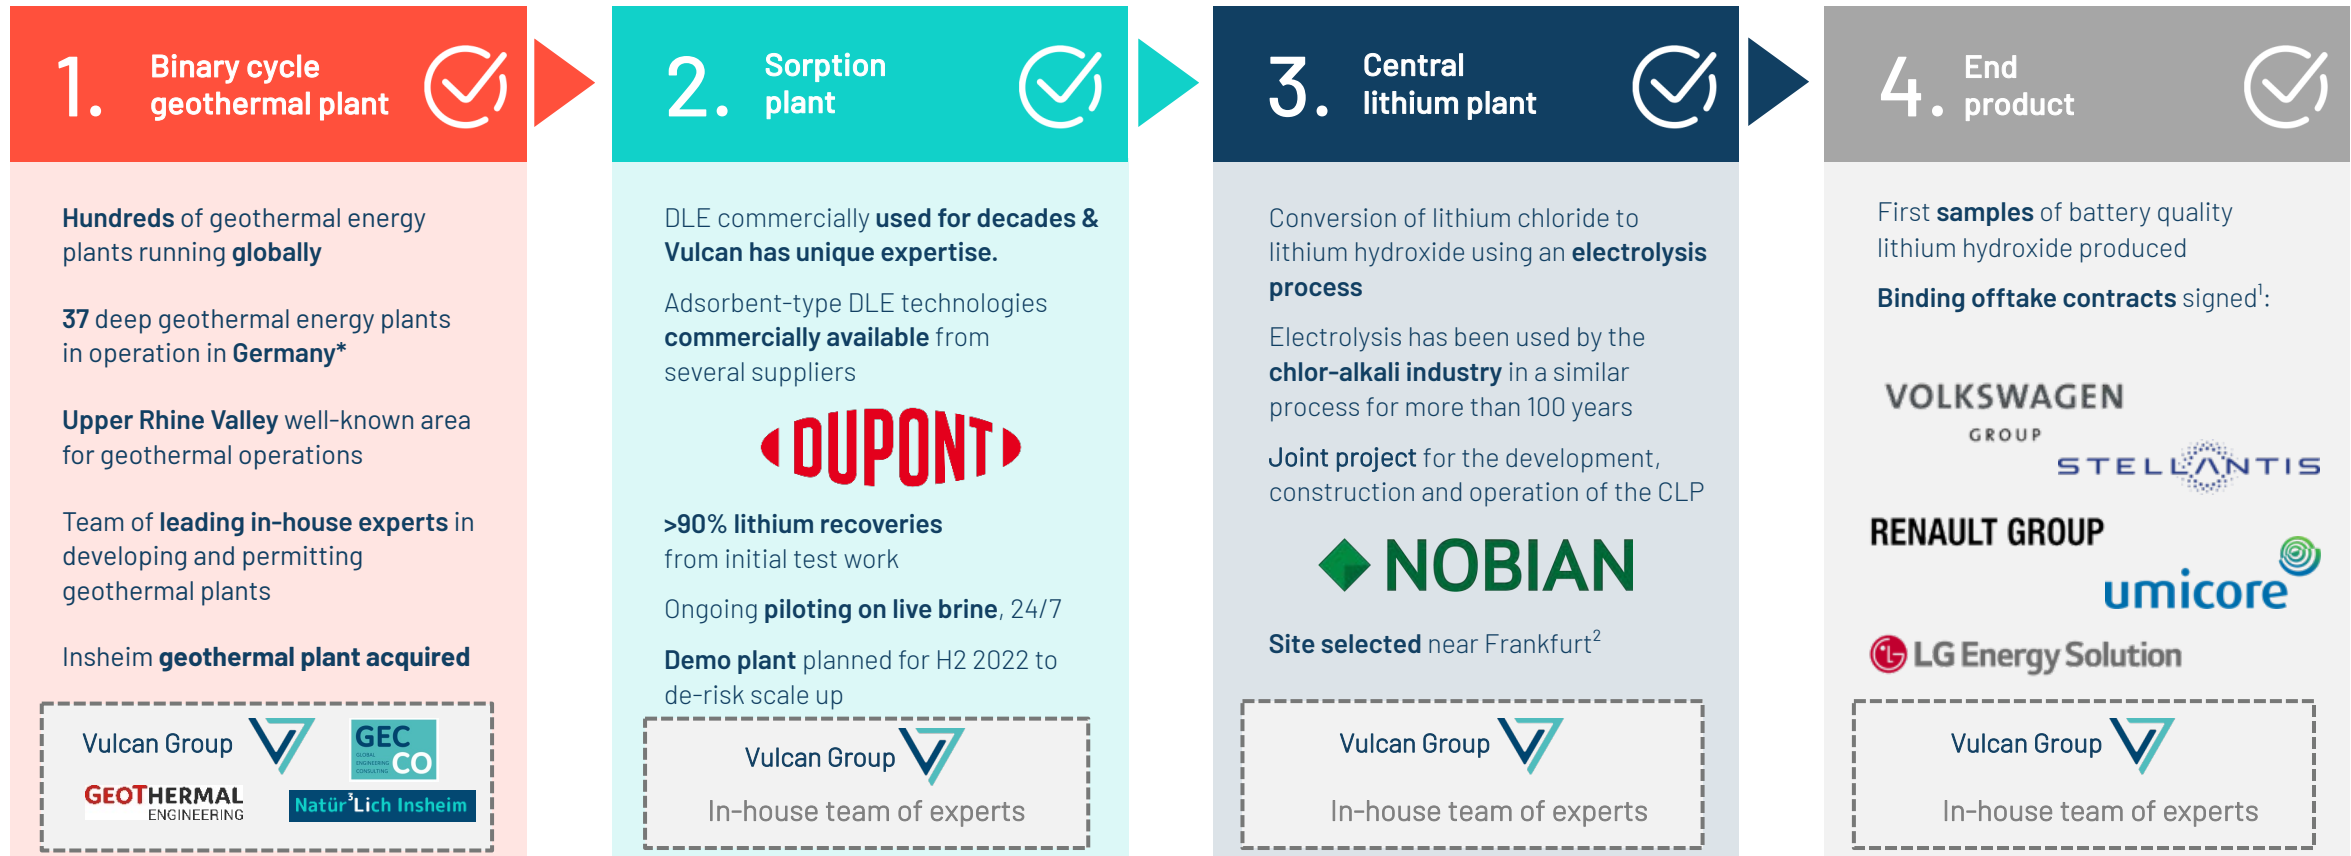 1. Binary cycle
geothermal plant
Hundreds of geothermal energy
plants running globally
37 deep geothermal energy plants
in operation in Germany*
Upper Rhine Valley well-known area
for geothermal operations
Team of leading in-house experts in
developing and permitting
geothermal plants
Insheim geothermal plant acquired
Vulcan Group
GEC
CO
GLOBAL
ENGINEERING
CONSULTING
GEOTHERMAL
ENGINEERING
Natür³Lich Insheim
2. Sorption
plant
DLE commercially used for decades &
Vulcan has unique expertise.
Adsorbent-type DLE technologies
commercially available from
several suppliers
DUPONT
>90% lithium recoveries
from initial test work
Ongoing piloting on live brine, 24/7
Demo plant planned for H2 2022 to
de-risk scale up
Vulcan Group
In-house team of experts
3. Central
lithium plant
Conversion of lithium chloride to
lithium hydroxide using an electrolysis
process
Electrolysis has been used by the
chlor-alkali industry in a similar
process for more than 100 years
Joint project for the development,
construction and operation of the CLP
NOBIAN
Site selected near Frankfurt²
Vulcan Group
In-house team of experts
4. End
product
First samples of battery quality
lithium hydroxide produced
Binding offtake contracts signed¹:
VOLKSWAGEN
GROUP
STELLANTIS
RENAULT GROUP
umicore
LG Energy Solution
Vulcan Group
In-house team of experts